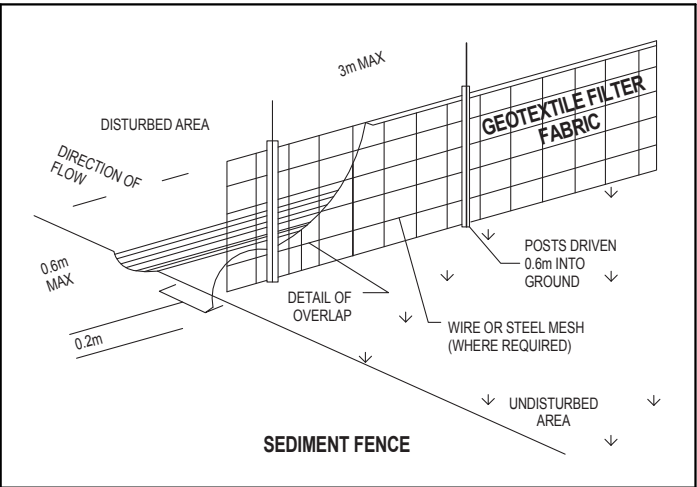 3m MAX
DISTURBED AREA
DIRECTION OF
FLOW
GEOTEXTILE FILTER
FABRIC
0.6m
MAX
0.2m
DETAIL OF
OVERLAP
POSTS DRIVEN
0.6m INTO
GROUND
WIRE OR STEEL MESH
(WHERE REQUIRED)
UNDISTURBED
AREA
SEDIMENT FENCE